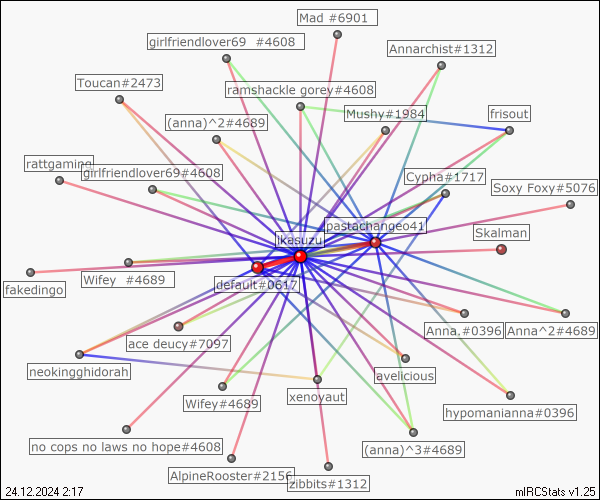 Mad #6901
girlfriendlover69 #4608
Annarchist#1312
Toucan#2473
ramshackle gorey#4608
Mushy#1984
frisout
(anna)^2#4689
rattgaming
girlfriendlover69#4608
Cypha#1717
Soxy Foxy#5076
pastachangeo41
Skalman
ikasuzu
default#0617
fakedingo
Wifey #4689
Anna.#0396
Anna^2#4689
ace deucy#7097
neokingghidorah
avelicious
xenoyaut
Wifey#4689
hypomanianna#0396
no cops no laws no hope#4608
(anna)^3#4689
AlpineRooster#2156
zibbits#1312
24.12.2024 2:17
mIRCStats v1.25